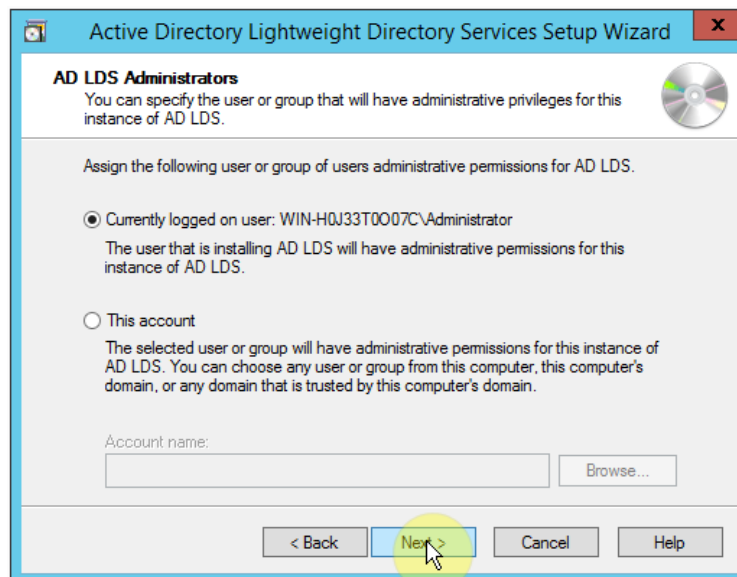 Active Directory Lightweight Directory Services Setup Wizard
x
AD LDS Administrators
You can specify the user or group that will have administrative privileges for this
instance of AD LDS.
Assign the following user or group of users administrative permissions for AD LDS.
Currently logged on user: WIN-H0J33T0O07C\Administrator
The user that is installing AD LDS will have administrative permissions for this
instance of AD LDS.
This account
The selected user or group will have administrative permissions for this instance of
AD LDS. You can choose any user or group from this computer, this computer's
domain, or any domain that is trusted by this computer's domain.
Account name:
Browse...
< Back Next > Cancel Help